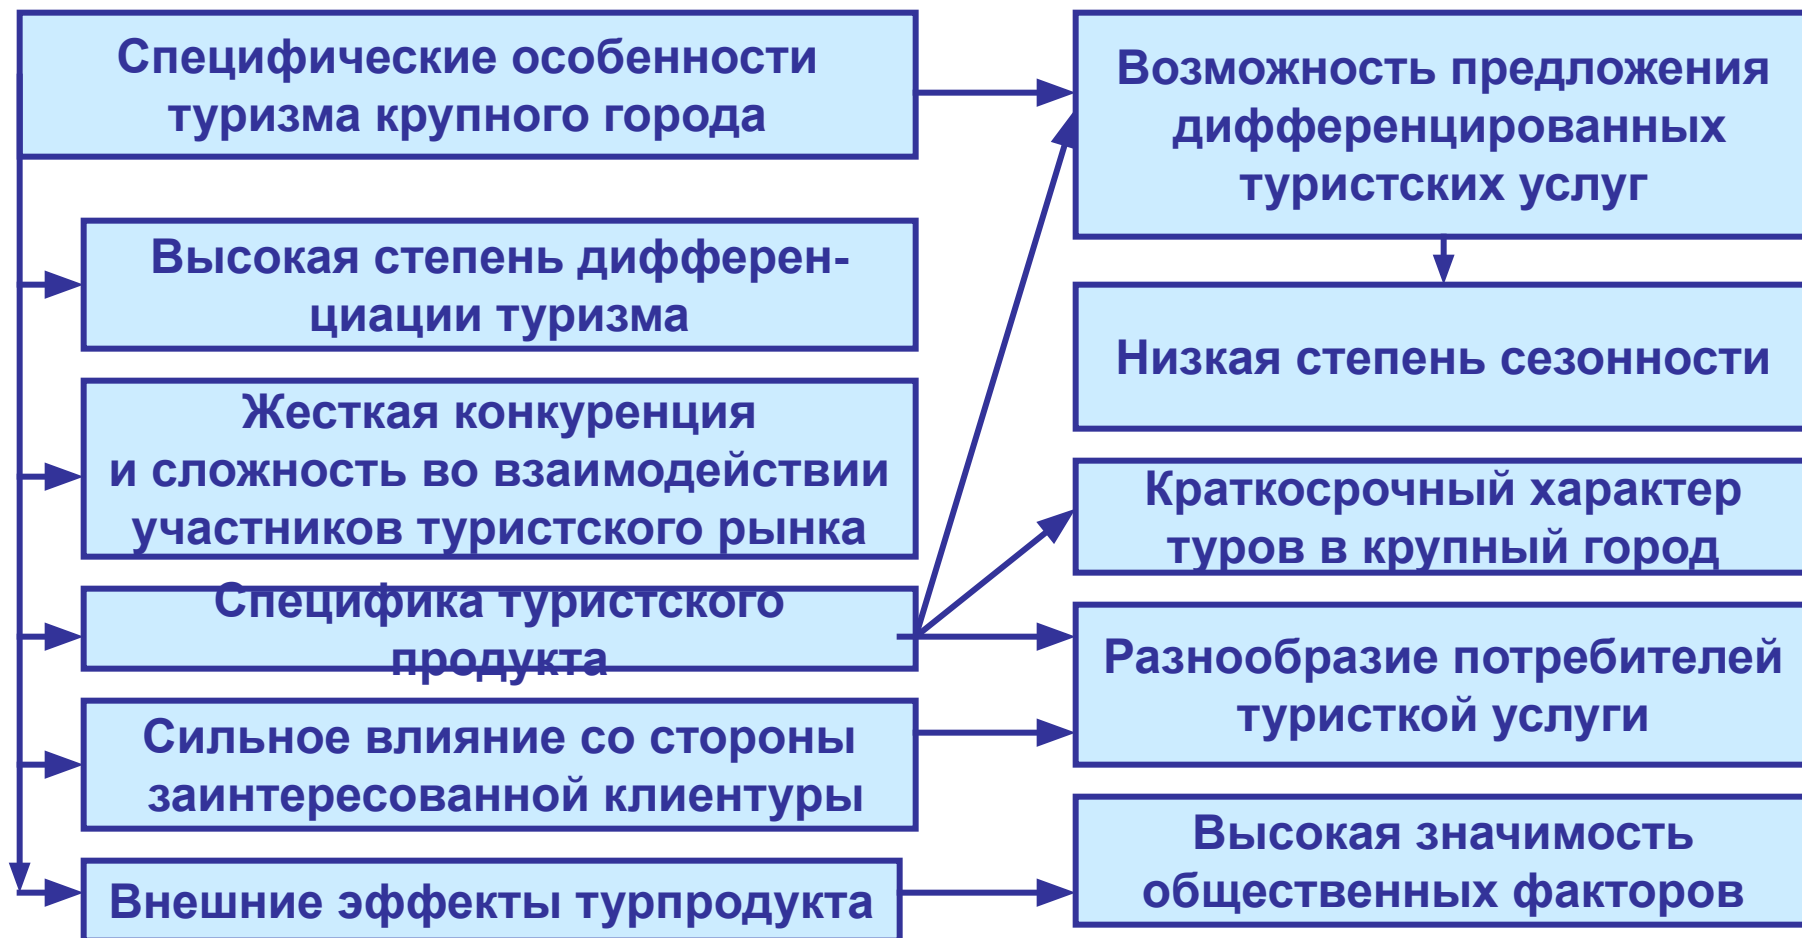 Специфические особенности
туризма крупного города
Высокая степень дифферен-
циации туризма
Жесткая конкуренция
и сложность во взаимодействии
участников туристского рынка
Специфика туристского
продукта
Сильное влияние со стороны
заинтересованной клиентуры
Внешние эффекты турпродукта
Возможность предложения
дифференцированных
туристских услуг
Низкая степень сезонности
Краткосрочный характер
туров в крупный город
Разнообразие потребителей
туристкой услуги
Высокая значимость
общественных факторов